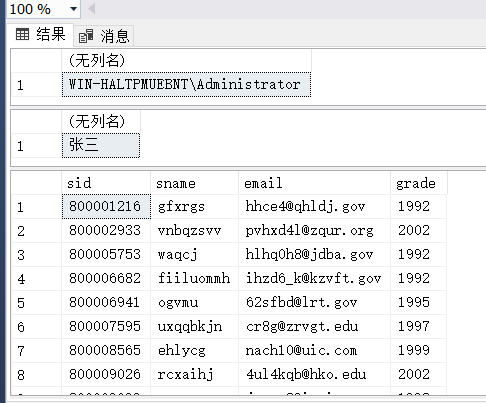 100 %
结果 消息
(无列名)
1 WIN-HALTPMUEBNT\Administrator
(无列名)
1 张三
sid sname email grade
1 800001216 gfxrgs hhce4@qhldj.gov 1992
2 800002933 vnbqzsvv pvhxd4l@zqur.org 2002
3 800005753 waqcj hlhq0h8@jdba.gov 1992
4 800006682 fiiluommh ihzd6_k@kzvft.gov 1992
5 800006941 ogvmu 62sfbd@lrt.gov 1995
6 800007595 uxqqbkjn cr8g@zrvgt.edu 1997
7 800008565 ehlycg nach10@uic.com 1999
8 800009026 rcxaihj 4ul4kqb@hko.edu 2002